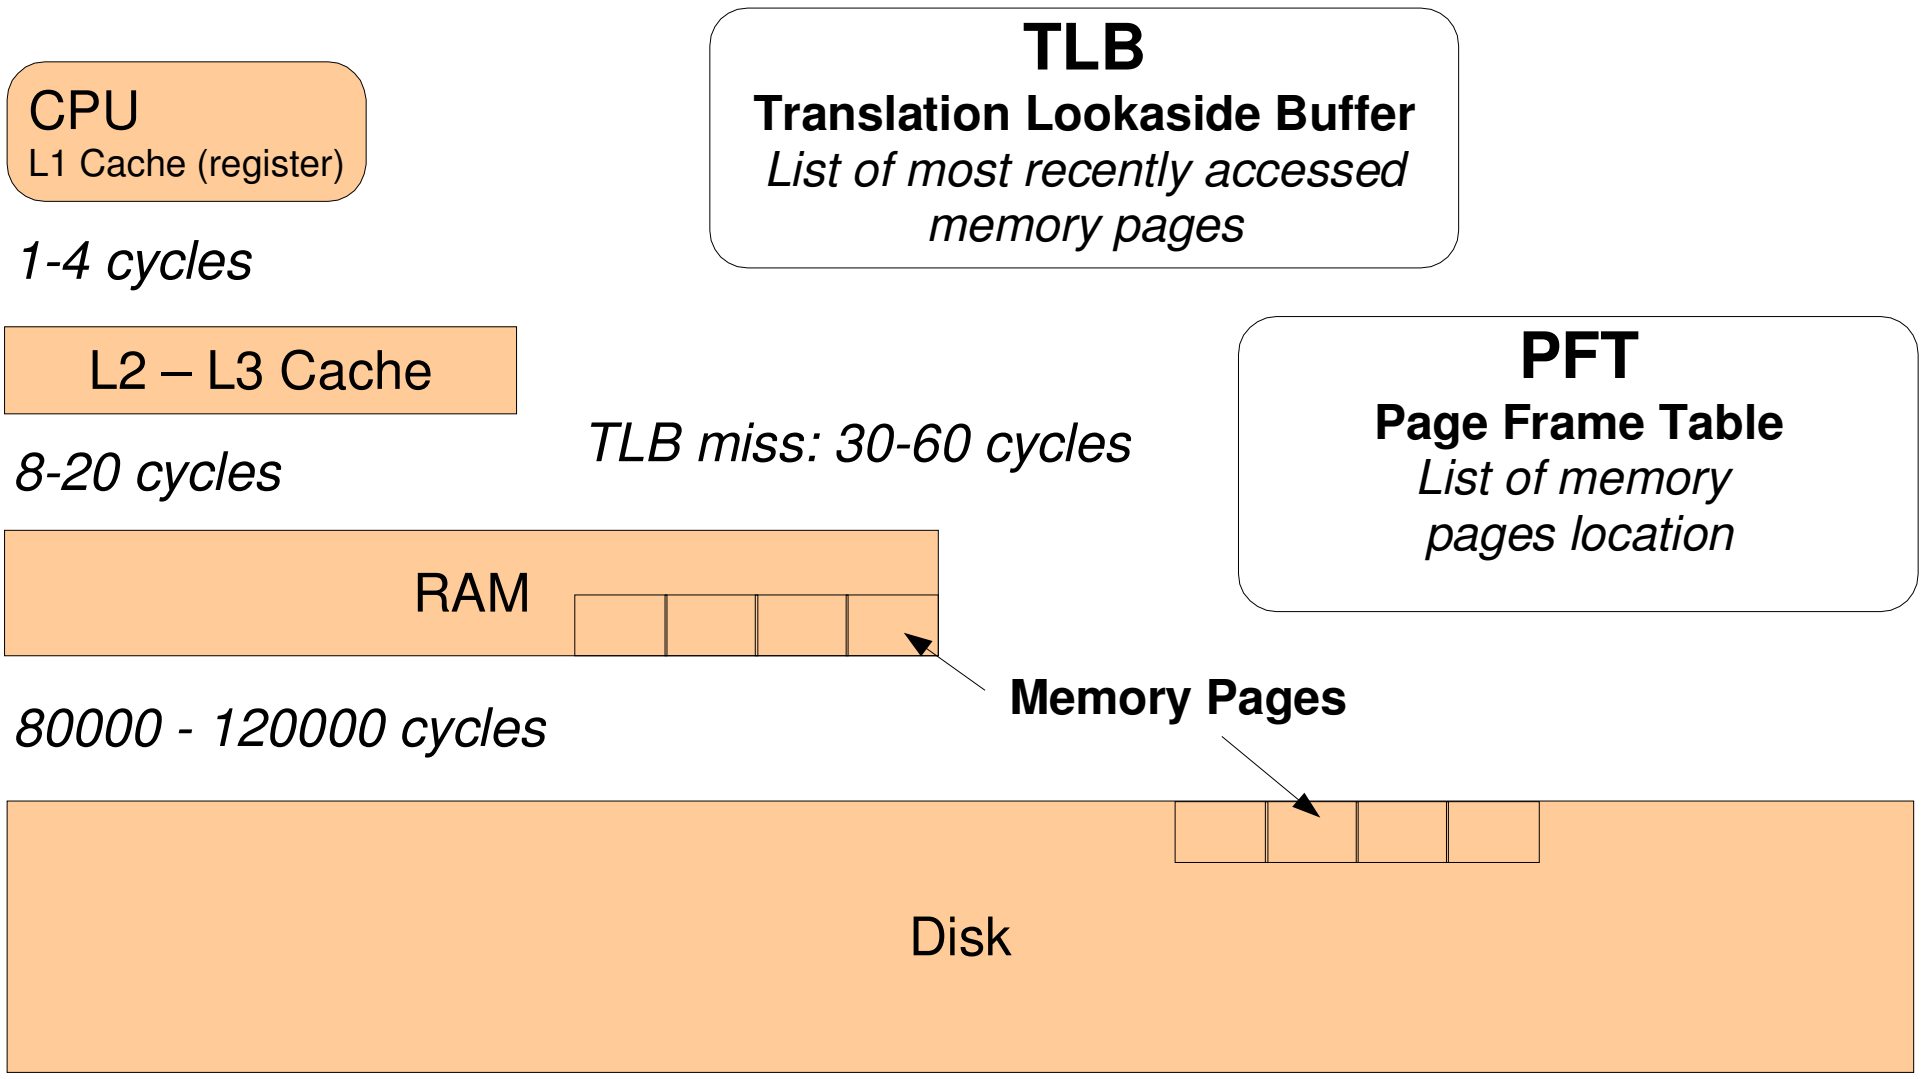 TLB
Translation Lookaside Buffer
List of most recently accessed
memory pages
CPU
L1 Cache (register)
1-4 cycles
L2 – L3 Cache
8-20 cycles
TLB miss: 30-60 cycles
PFT
Page Frame Table
List of memory
pages location
RAM
Memory Pages
80000 - 120000 cycles
Disk